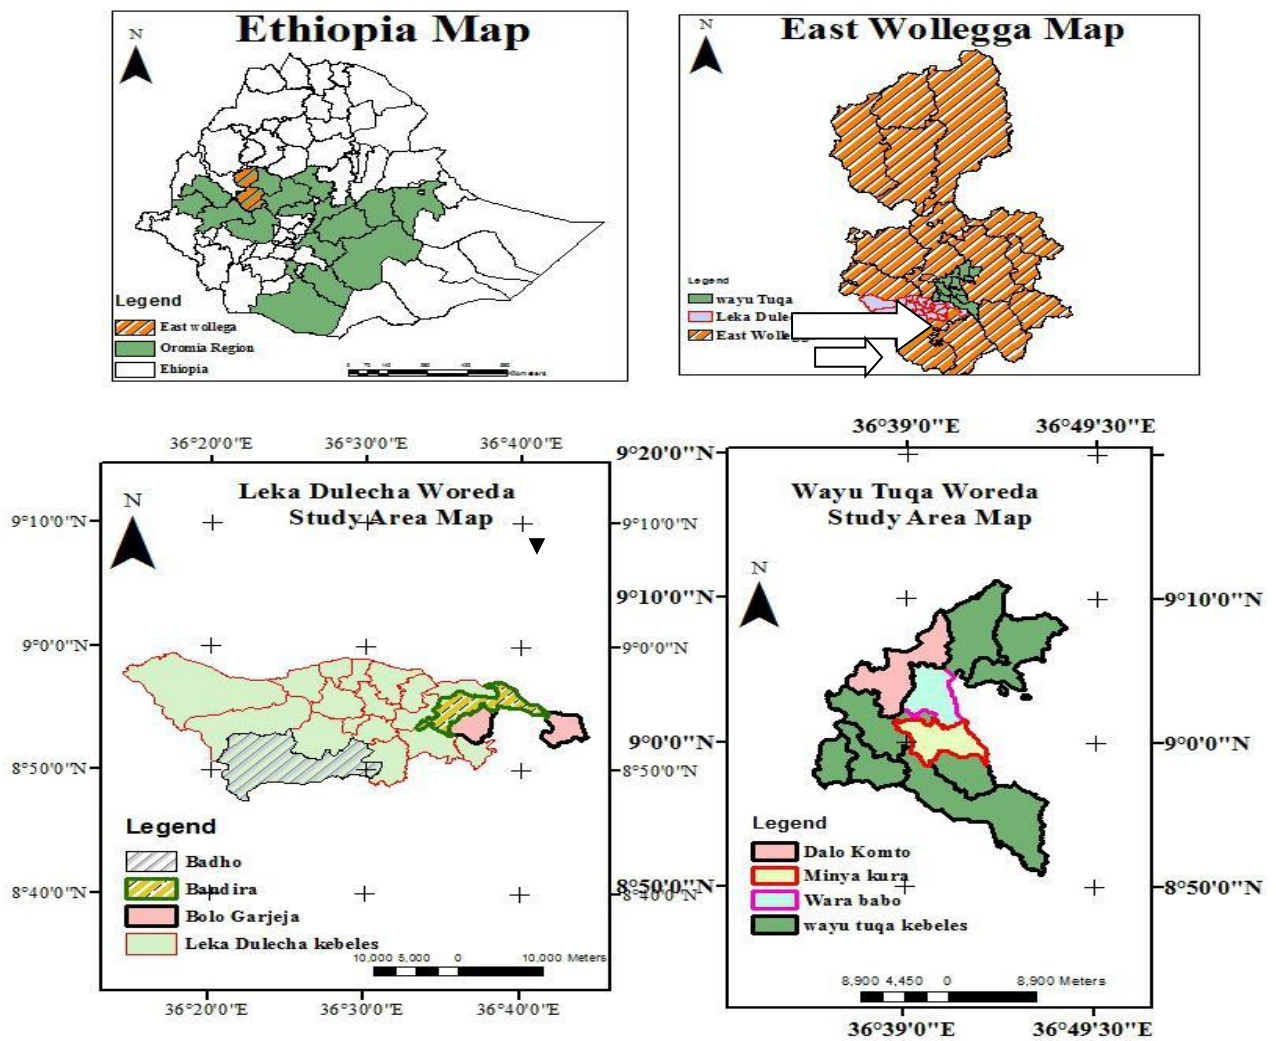 Ethiopia Map
N
Legend
East wollega
Oromia Region
Ethiopia
East Wollegga Map
N
Legend
wayu Tuqa
Leka Dule
East Wolle
36°20'0"E 36°30'0"E 36°40'0"E
Leka Dulecha Woreda
Study Area Map
N
9°10'0"N 9°10'0"N
9°0'0"N 9°0'0"N
8°50'0"N 8°50'0"N
8°40'0"N 8°40'0"N
Legend
Badho
Bandira
Bolo Garjeja
Leka Dulecha kebeles
10,000 5,000 0 10,000 Meters
36°20'0"E 36°30'0"E 36°40'0"E
36°39'0"E 36°49'30"E
9°20'0"N
Wayu Tuqa Woreda
Study Area Map
N
9°10'0"N 9°10'0"N
9°0'0"N 9°0'0"N
8°50'0"N 8°50'0"N
Legend
Dalo Komto
Minya kura
Wara babo
wayu tuqa kebeles
8,900 4,450 0 8,900 Meters
36°39'0"E 36°49'30"E